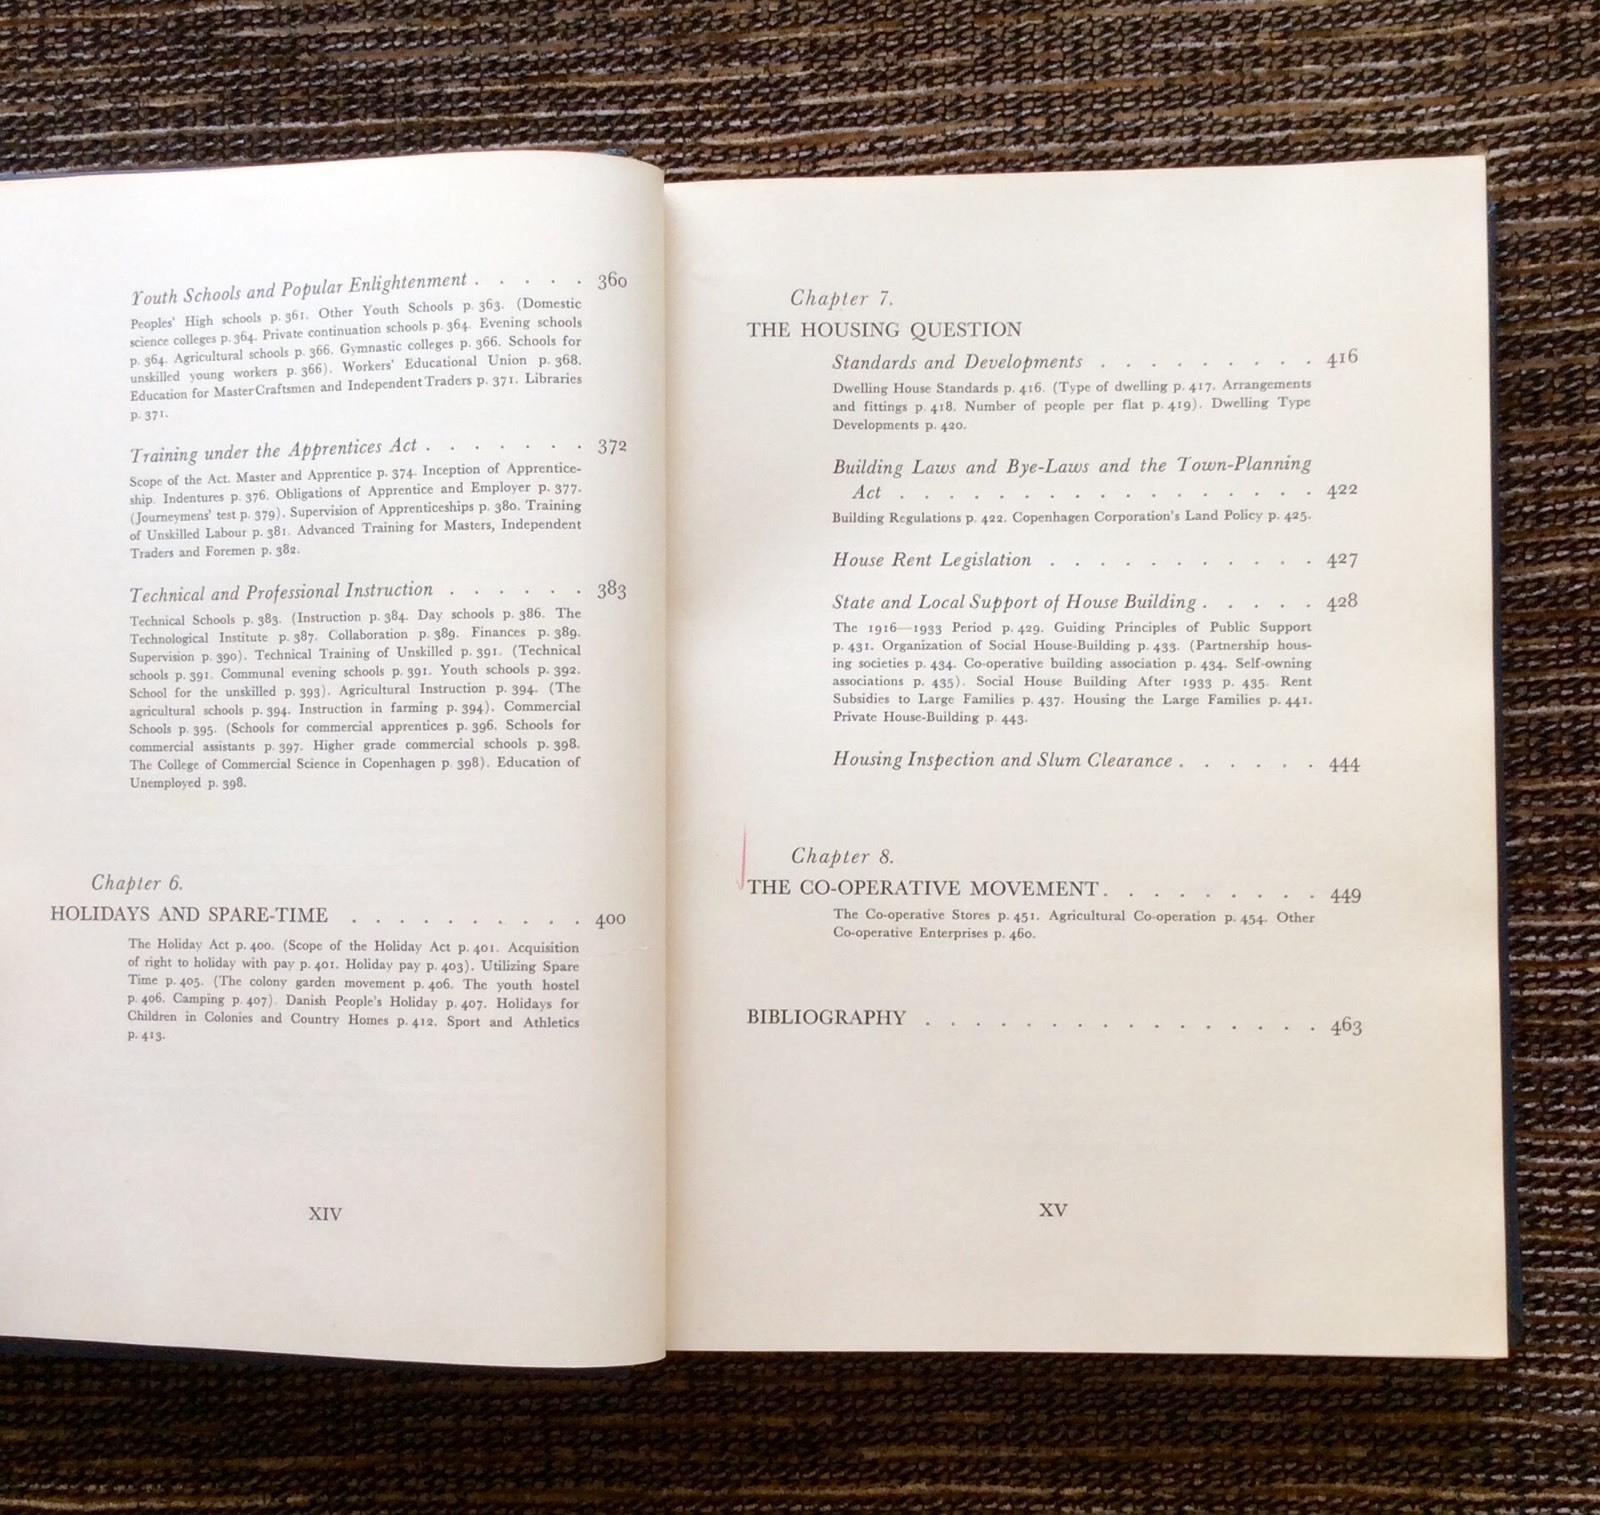 Youth Schools and Popular Enlightenment . . . . . 360
Peoples' High schools p. 361. Other Youth Schools p. 363. (Domestic
science colleges p. 364. Private continuation schools p. 364. Evening schools
p. 364. Agricultural schools p. 366. Gymnastic colleges p. 366. Schools for
unskilled young workers p. 366). Workers' Educational Union p. 368.
Education for Master Craftsmen and Independent Traders p. 371. Libraries
p. 371.
Training under the Apprentices Act . . . . . . . 372
Scope of the Act. Master and Apprentice p. 374. Inception of Apprentice-
ship. Indentures p. 376. Obligations of Apprentice and Employer p. 377.
(Journeymens' test p. 379). Supervision of Apprenticeships p. 380. Training
of Unskilled Labour p. 381. Advanced Training for Masters, Independent
Traders and Foremen p. 382.
Technical and Professional Instruction . . . . . . 383
Technical Schools p. 383. (Instruction p. 384. Day schools p. 386. The
Technological Institute p. 387. Collaboration p. 389. Finances p. 389.
Supervision p. 390). Technical Training of Unskilled p. 391. (Technical
schools p. 391. Communal evening schools p. 391. Youth schools p. 392.
School for the unskilled p. 393). Agricultural Instruction p. 394. (The
agricultural schools p. 394. Instruction in farming p. 394). Commercial
Schools p. 395. (Schools for commercial apprentices p. 396. Schools for
commercial assistants p. 397. Higher grade commercial schools p. 398.
The College of Commercial Science in Copenhagen p. 398). Education of
Unemployed p. 398.
Chapter 6.
HOLIDAYS AND SPARE-TIME . . . . . . . . . . 400
The Holiday Act p. 400. (Scope of the Holiday Act p. 401. Acquisition
of right to holiday with pay p. 401. Holiday pay p. 403). Utilizing Spare
Time p. 405. (The colony garden movement p. 406. The youth hostel
p. 406. Camping p. 407). Danish People's Holiday p. 407. Holidays for
Children in Colonies and Country Homes p. 412. Sport and Athletics
p. 413.
XIV
Chapter 7.
THE HOUSING QUESTION
Standards and Developments . . . . . . . . . 416
Dwelling House Standards p. 416. (Type of dwelling p. 417. Arrangements
and fittings p. 418. Number of people per flat p. 419). Dwelling Type
Developments p. 420.
Building Laws and Bye-Laws and the Town-Planning
Act . . . . . . . . . . . . . . . . . 422
Building Regulations p. 422. Copenhagen Corporation's Land Policy p. 425.
House Rent Legislation . . . . . . . . . . . 427
State and Local Support of House Building . . . . . 428
The 1916—1933 Period p. 429. Guiding Principles of Public Support
p. 431. Organization of Social House-Building p. 433. (Partnership hous-
ing societies p. 434. Co-operative building association p. 434. Self-owning
associations p. 435). Social House Building After 1933 p. 435. Rent
Subsidies to Large Families p. 437. Housing the Large Families p. 441.
Private House-Building p. 443.
Housing Inspection and Slum Clearance . . . . . . 444
Chapter 8.
THE CO-OPERATIVE MOVEMENT . . . . . . . . . 449
The Co-operative Stores p. 451. Agricultural Co-operation p. 454. Other
Co-operative Enterprises p. 460.
BIBLIOGRAPHY . . . . . . . . . . . . . . . . 463
XV